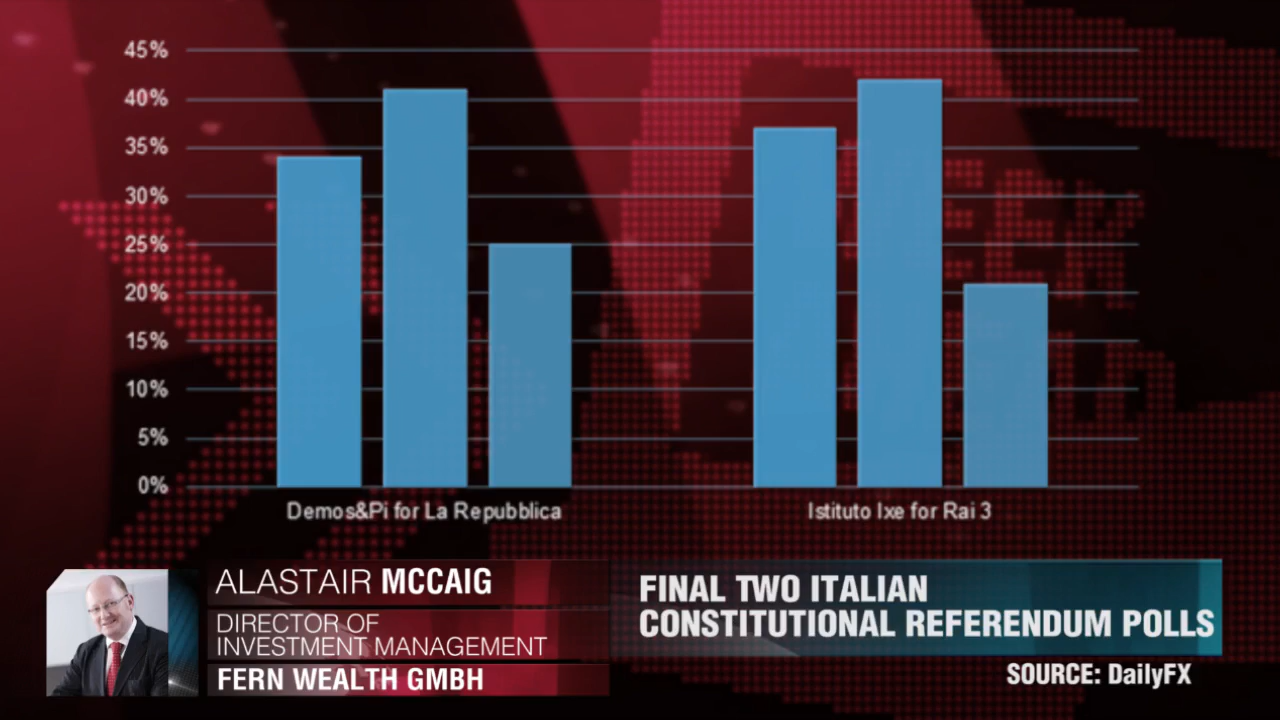 45%
40%
35%
30%
25%
20%
15%
10%
5%
0%
Demos&Pi for La Repubblica
Istituto Ixe for Rai 3
ALASTAIR MCCAIG
DIRECTOR OF
INVESTMENT MANAGEMENT
FERN WEALTH GMBH
FINAL TWO ITALIAN
CONSTITUTIONAL REFERENDUM POLLS
SOURCE: DailyFX